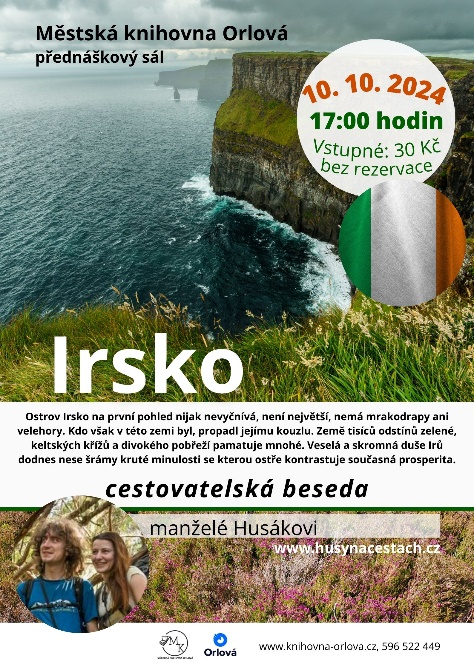 Městská knihovna Orlová
přednáškový sál
10. 10. 2024
17:00 hodin
Vstupné: 30 Kč
bez rezervace
Irsko
Ostrov Irsko na první pohled nijak nevyčnívá, není největší, nemá mrakodrapy ani
velehory. Kdo však v této zemi byl, propadl jejímu kouzlu. Země tisíců odstínů zelené,
keltských křížů a divokého pobřeží pamatuje mnohé. Veselá a skromná duše Irů
dodnes nese šrámy kruté minulosti se kterou ostře kontrastuje současná prosperita.
cestovatelská beseda
manželé Husákovi
www.husynacestach.cz
Orlová
www.knihovna-orlova.cz, 596 522 449